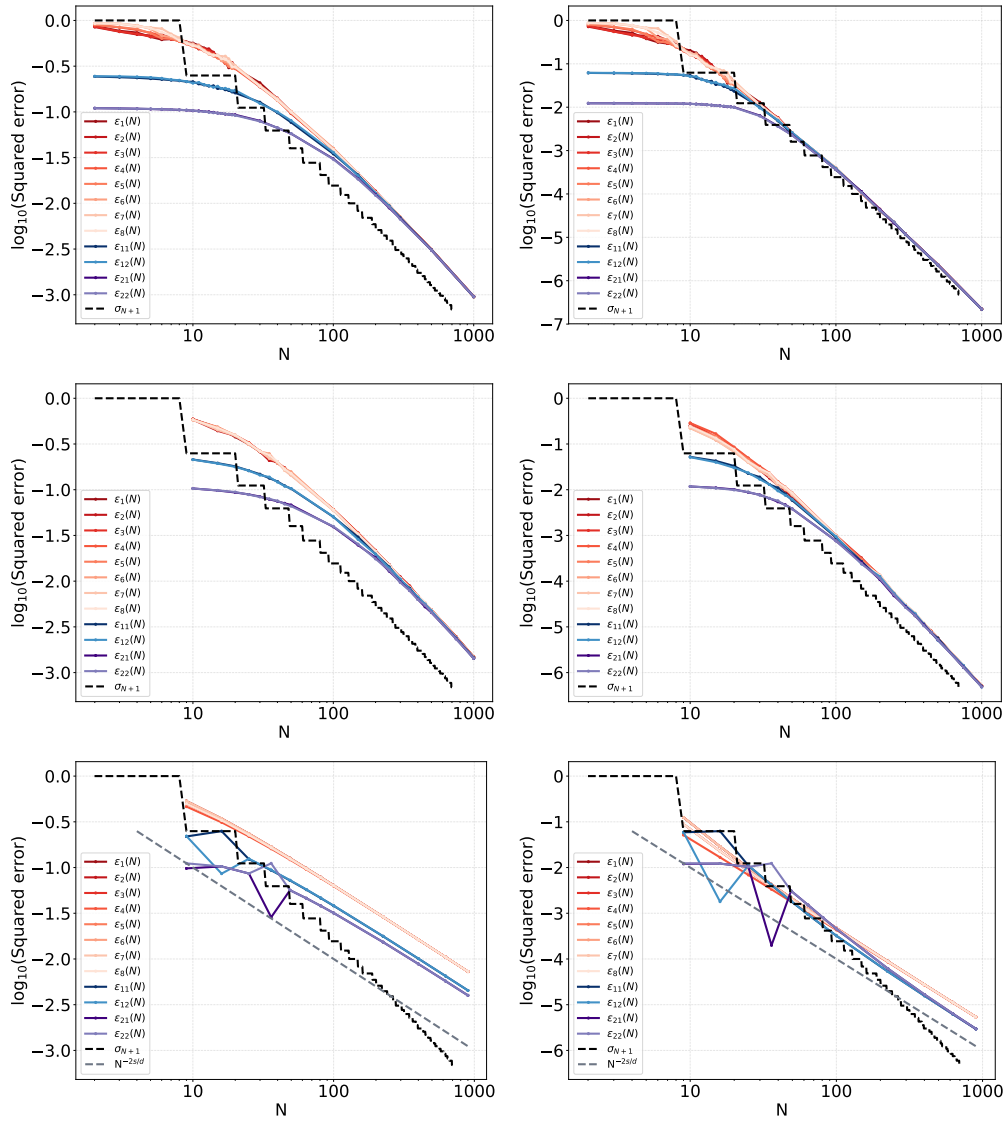 0.0
−0.5
−1.0
−1.5
−2.0
−2.5
−3.0
log₁₀(Squared error)
ε₁(N)
ε₂(N)
ε₃(N)
ε₄(N)
ε₅(N)
ε₆(N)
ε₇(N)
ε₈(N)
ε₁₁(N)
ε₁₂(N)
ε₂₁(N)
ε₂₂(N)
σ_{N+1}
10
100
1000
N
0
−1
−2
−3
−4
−5
−6
−7
log₁₀(Squared error)
ε₁(N)
ε₂(N)
ε₃(N)
ε₄(N)
ε₅(N)
ε₆(N)
ε₇(N)
ε₈(N)
ε₁₁(N)
ε₁₂(N)
ε₂₁(N)
ε₂₂(N)
σ_{N+1}
10
100
1000
N
0.0
−0.5
−1.0
−1.5
−2.0
−2.5
−3.0
log₁₀(Squared error)
ε₁(N)
ε₂(N)
ε₃(N)
ε₄(N)
ε₅(N)
ε₆(N)
ε₇(N)
ε₈(N)
ε₁₁(N)
ε₁₂(N)
ε₂₁(N)
ε₂₂(N)
σ_{N+1}
10
100
1000
N
0
−1
−2
−3
−4
−5
−6
log₁₀(Squared error)
ε₁(N)
ε₂(N)
ε₃(N)
ε₄(N)
ε₅(N)
ε₆(N)
ε₇(N)
ε₈(N)
ε₁₁(N)
ε₁₂(N)
ε₂₁(N)
ε₂₂(N)
σ_{N+1}
10
100
1000
N
0.0
−0.5
−1.0
−1.5
−2.0
−2.5
−3.0
log₁₀(Squared error)
ε₁(N)
ε₂(N)
ε₃(N)
ε₄(N)
ε₅(N)
ε₆(N)
ε₇(N)
ε₈(N)
ε₁₁(N)
ε₁₂(N)
ε₂₁(N)
ε₂₂(N)
σ_{N+1}
N^{−2s/d}
10
100
1000
N
0
−1
−2
−3
−4
−5
−6
log₁₀(Squared error)
ε₁(N)
ε₂(N)
ε₃(N)
ε₄(N)
ε₅(N)
ε₆(N)
ε₇(N)
ε₈(N)
ε₁₁(N)
ε₁₂(N)
ε₂₁(N)
ε₂₂(N)
σ_{N+1}
N^{−2s/d}
10
100
1000
N